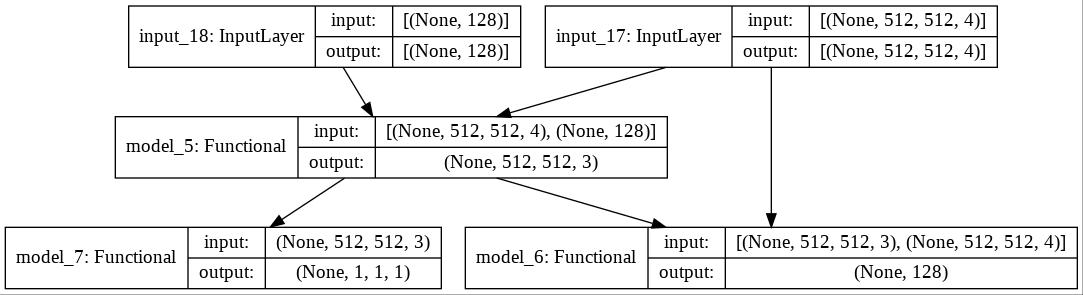 input_18: InputLayer
input: [(None, 128)]
output: [(None, 128)]
input_17: InputLayer
input: [(None, 512, 512, 4)]
output: [(None, 512, 512, 4)]
model_5: Functional
input: [(None, 512, 512, 4), (None, 128)]
output: (None, 512, 512, 3)
model_7: Functional
input: (None, 512, 512, 3)
output: (None, 1, 1, 1)
model_6: Functional
input: [(None, 512, 512, 3), (None, 512, 512, 4)]
output: (None, 128)